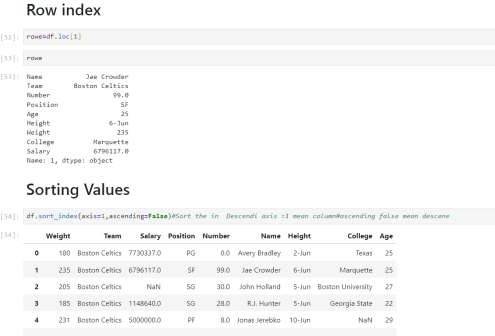 Row index
[52]: rowe=df.loc[1]
[53]: rowe
[53]: Name Jae Crowder
Team Boston Celtics
Number 99.0
Position SF
Age 25
Height 6-Jun
Weight 235
College Marquette
Salary 6796117.0
Name: 1, dtype: object
Sorting Values
[54]: df.sort_index(axis=1,ascending=False)#Sort the in Descendi axis =1 mean column#ascending false mean descene
[54]: Weight Team Salary Position Number Name Height College Age
0 180 Boston Celtics 7730337.0 PG 0.0 Avery Bradley 2-Jun Texas 25
1 235 Boston Celtics 6796117.0 SF 99.0 Jae Crowder 6-Jun Marquette 25
2 205 Boston Celtics NaN SG 30.0 John Holland 5-Jun Boston University 27
3 185 Boston Celtics 1148640.0 SG 28.0 R.J. Hunter 5-Jun Georgia State 22
4 231 Boston Celtics 5000000.0 PF 8.0 Jonas Jerebko 10-Jun NaN 29